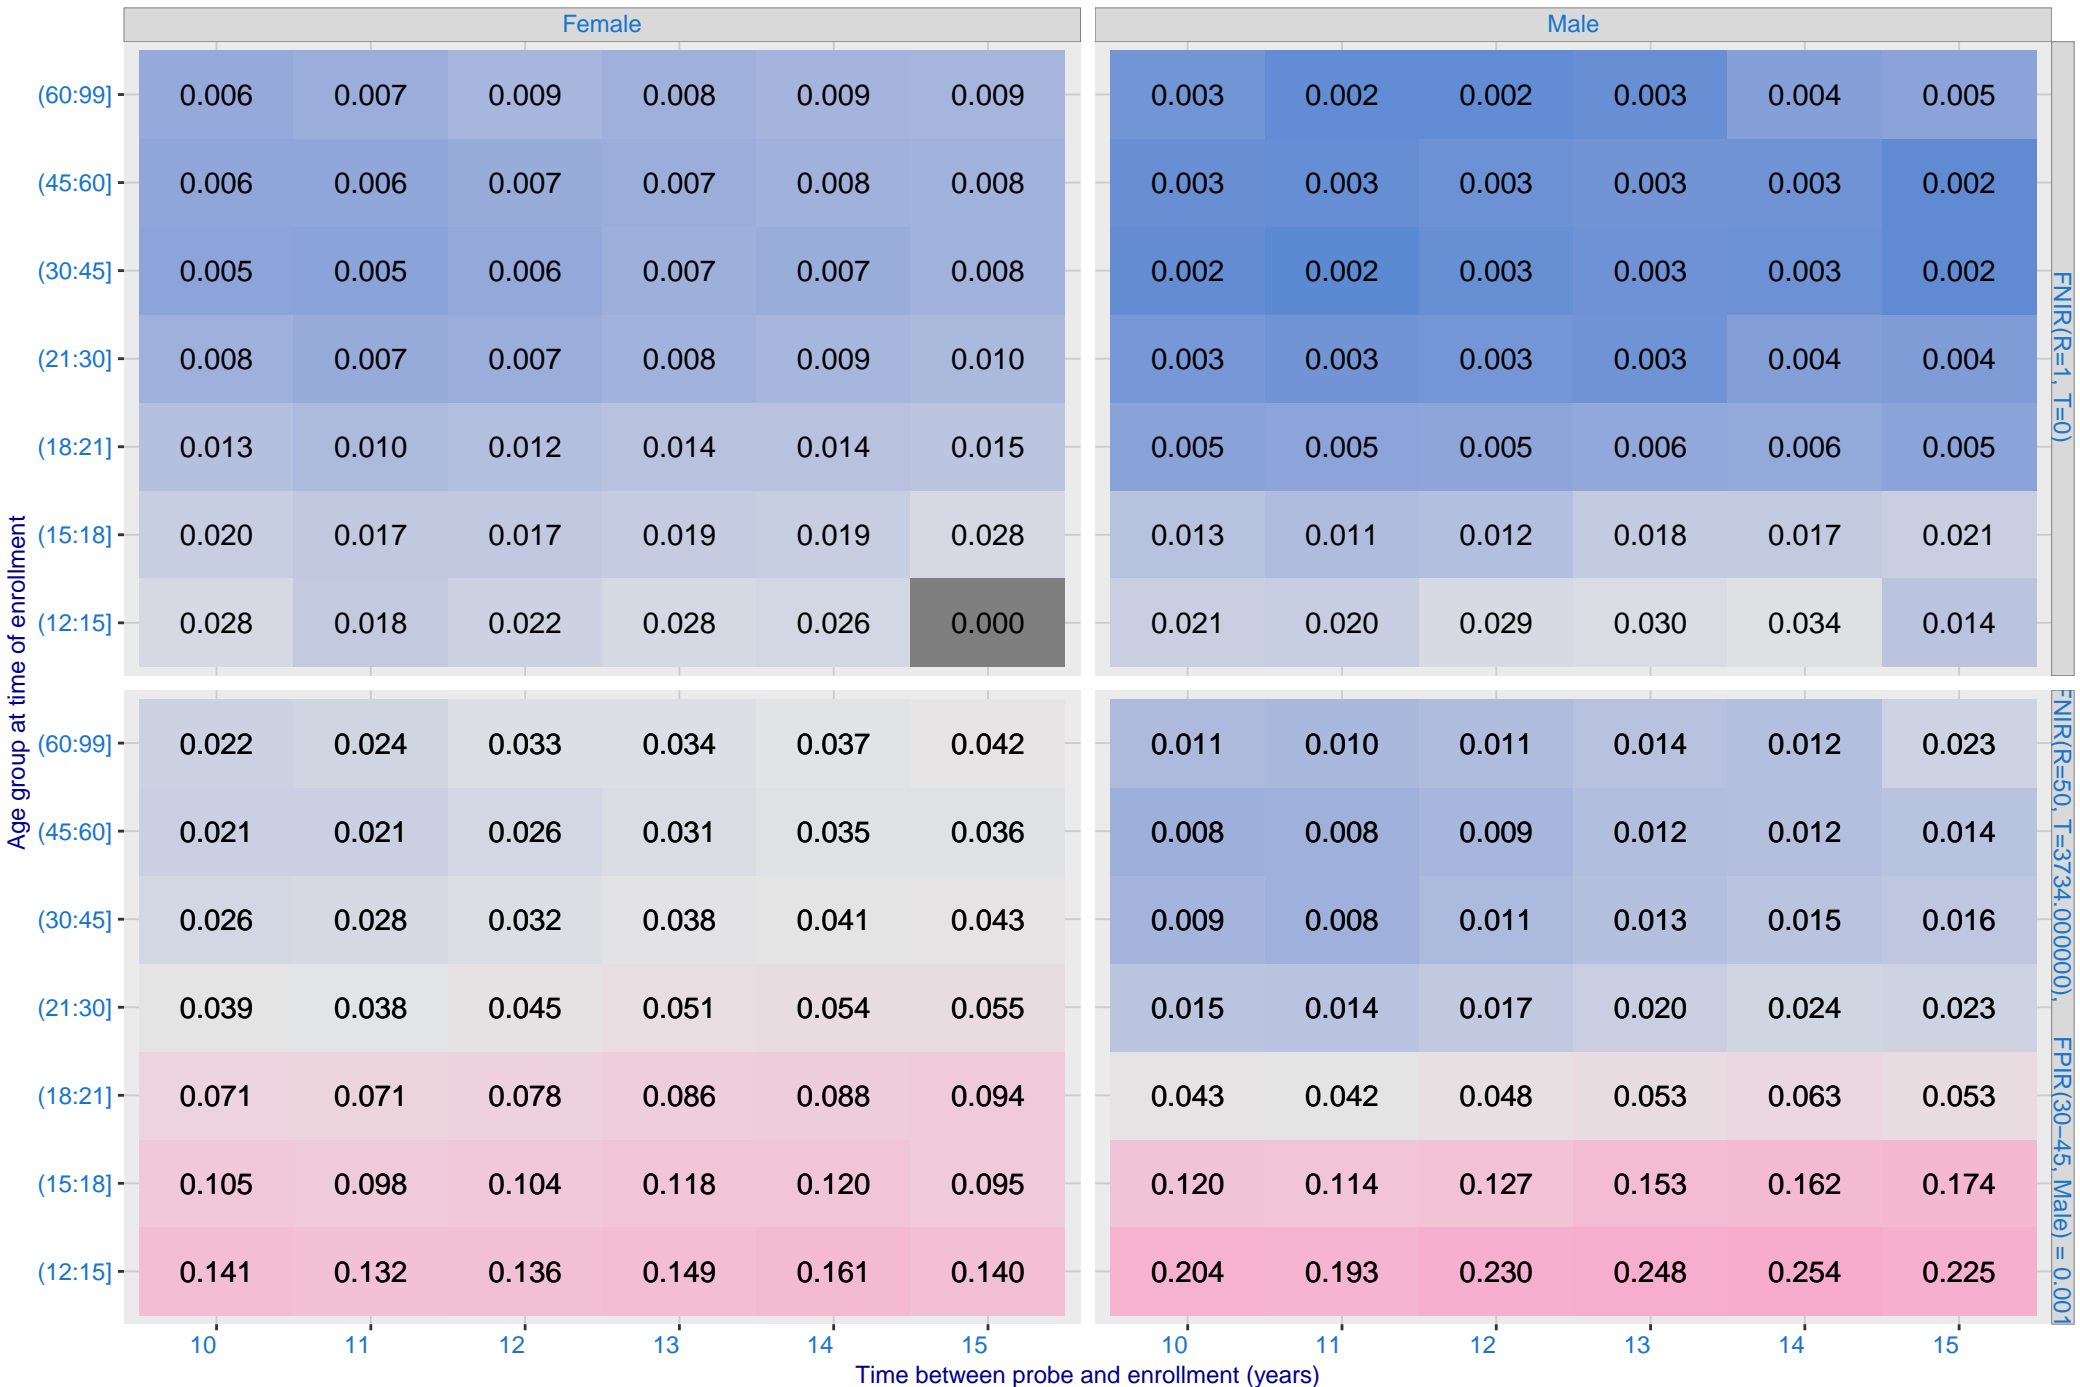 Female
Male
(60:99] 0.006 0.007 0.009 0.008 0.009 0.009 0.003 0.002 0.002 0.003 0.004 0.005
(45:60] 0.006 0.006 0.007 0.007 0.008 0.008 0.003 0.003 0.003 0.003 0.003 0.002
(30:45] 0.005 0.005 0.006 0.007 0.007 0.008 0.002 0.002 0.003 0.003 0.003 0.002
(21:30] 0.008 0.007 0.007 0.008 0.009 0.010 0.003 0.003 0.003 0.003 0.004 0.004
(18:21] 0.013 0.010 0.012 0.014 0.014 0.015 0.005 0.005 0.005 0.006 0.006 0.005
(15:18] 0.020 0.017 0.017 0.019 0.019 0.028 0.013 0.011 0.012 0.018 0.017 0.021
(12:15] 0.028 0.018 0.022 0.028 0.026 0.000 0.021 0.020 0.029 0.030 0.034 0.014
FNIR(R=1, T=0)
(60:99] 0.022 0.024 0.033 0.034 0.037 0.042 0.011 0.010 0.011 0.014 0.012 0.023
(45:60] 0.021 0.021 0.026 0.031 0.035 0.036 0.008 0.008 0.009 0.012 0.012 0.014
(30:45] 0.026 0.028 0.032 0.038 0.041 0.043 0.009 0.008 0.011 0.013 0.015 0.016
(21:30] 0.039 0.038 0.045 0.051 0.054 0.055 0.015 0.014 0.017 0.020 0.024 0.023
(18:21] 0.071 0.071 0.078 0.086 0.088 0.094 0.043 0.042 0.048 0.053 0.063 0.053
(15:18] 0.105 0.098 0.104 0.118 0.120 0.095 0.120 0.114 0.127 0.153 0.162 0.174
(12:15] 0.141 0.132 0.136 0.149 0.161 0.140 0.204 0.193 0.230 0.248 0.254 0.225
FNIR(R=50, T=3734.000000), FPIR(30−45, Male) = 0.001
10 11 12 13 14 15 10 11 12 13 14 15
Time between probe and enrollment (years)
Age group at time of enrollment